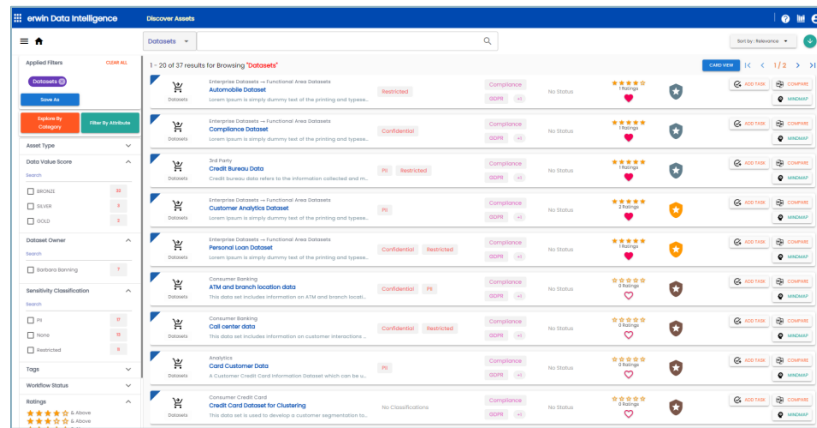 erwin Data Intelligence
Discover Assets
Datasets
Sort by : Relevance
Applied Filters
CLEAR ALL
Datasets
Save As
Explore By Category
Filter By Attribute
Asset Type
Data Value Score
Search
BRONZE
SILVER
GOLD
Dataset Owner
Search
Barbara Banning
Sensitivity Classification
Search
PII
None
Restricted
Tags
Workflow Status
Ratings
& Above
& Above
1 - 20 of 37 results for Browsing "Datasets"
CARD VIEW
1 / 2
Datasets
Enterprise Datasets → Functional Area Datasets
Automobile Dataset
Lorem Ipsum is simply dummy text of the printing and typese..
Restricted
Compliance
GDPR +1
No Status
1 Ratings
ADD TASK
COMPARE
MINDMAP
Datasets
Enterprise Datasets → Functional Area Datasets
Compliance Dataset
Lorem Ipsum is simply dummy text of the printing and typese..
Confidential
Compliance
GDPR +1
No Status
1 Ratings
ADD TASK
COMPARE
MINDMAP
Datasets
3rd Party
Credit Bureau Data
Credit bureau data refers to the information collected and m..
PII Restricted
Compliance
GDPR +1
No Status
1 Ratings
ADD TASK
COMPARE
MINDMAP
Datasets
Enterprise Datasets → Functional Area Datasets
Customer Analytics Dataset
Lorem Ipsum is simply dummy text of the printing and typese..
PII
Compliance
GDPR +1
No Status
2 Ratings
ADD TASK
COMPARE
MINDMAP
Datasets
Enterprise Datasets → Functional Area Datasets
Personal Loan Dataset
Lorem Ipsum is simply dummy text of the printing and typese..
Confidential Restricted
Compliance
GDPR +1
No Status
1 Ratings
ADD TASK
COMPARE
MINDMAP
Datasets
Consumer Banking
ATM and branch location data
This data set includes information on ATM and branch locati..
Confidential PII
Compliance
GDPR +1
No Status
0 Ratings
ADD TASK
COMPARE
MINDMAP
Datasets
Consumer Banking
Call center data
This data set includes information on customer interactions ..
Confidential Restricted
Compliance
GDPR +1
No Status
0 Ratings
ADD TASK
COMPARE
MINDMAP
Datasets
Analytics
Card Customer Data
A Customer Credit Card Information Dataset which can be u..
PII
Compliance
GDPR +1
No Status
0 Ratings
ADD TASK
COMPARE
MINDMAP
Datasets
Consumer Credit Card
Credit Card Dataset for Clustering
This data set is used to develop a customer segmentation to..
No Classifications
Compliance
GDPR +1
No Status
0 Ratings
ADD TASK
COMPARE
MINDMAP